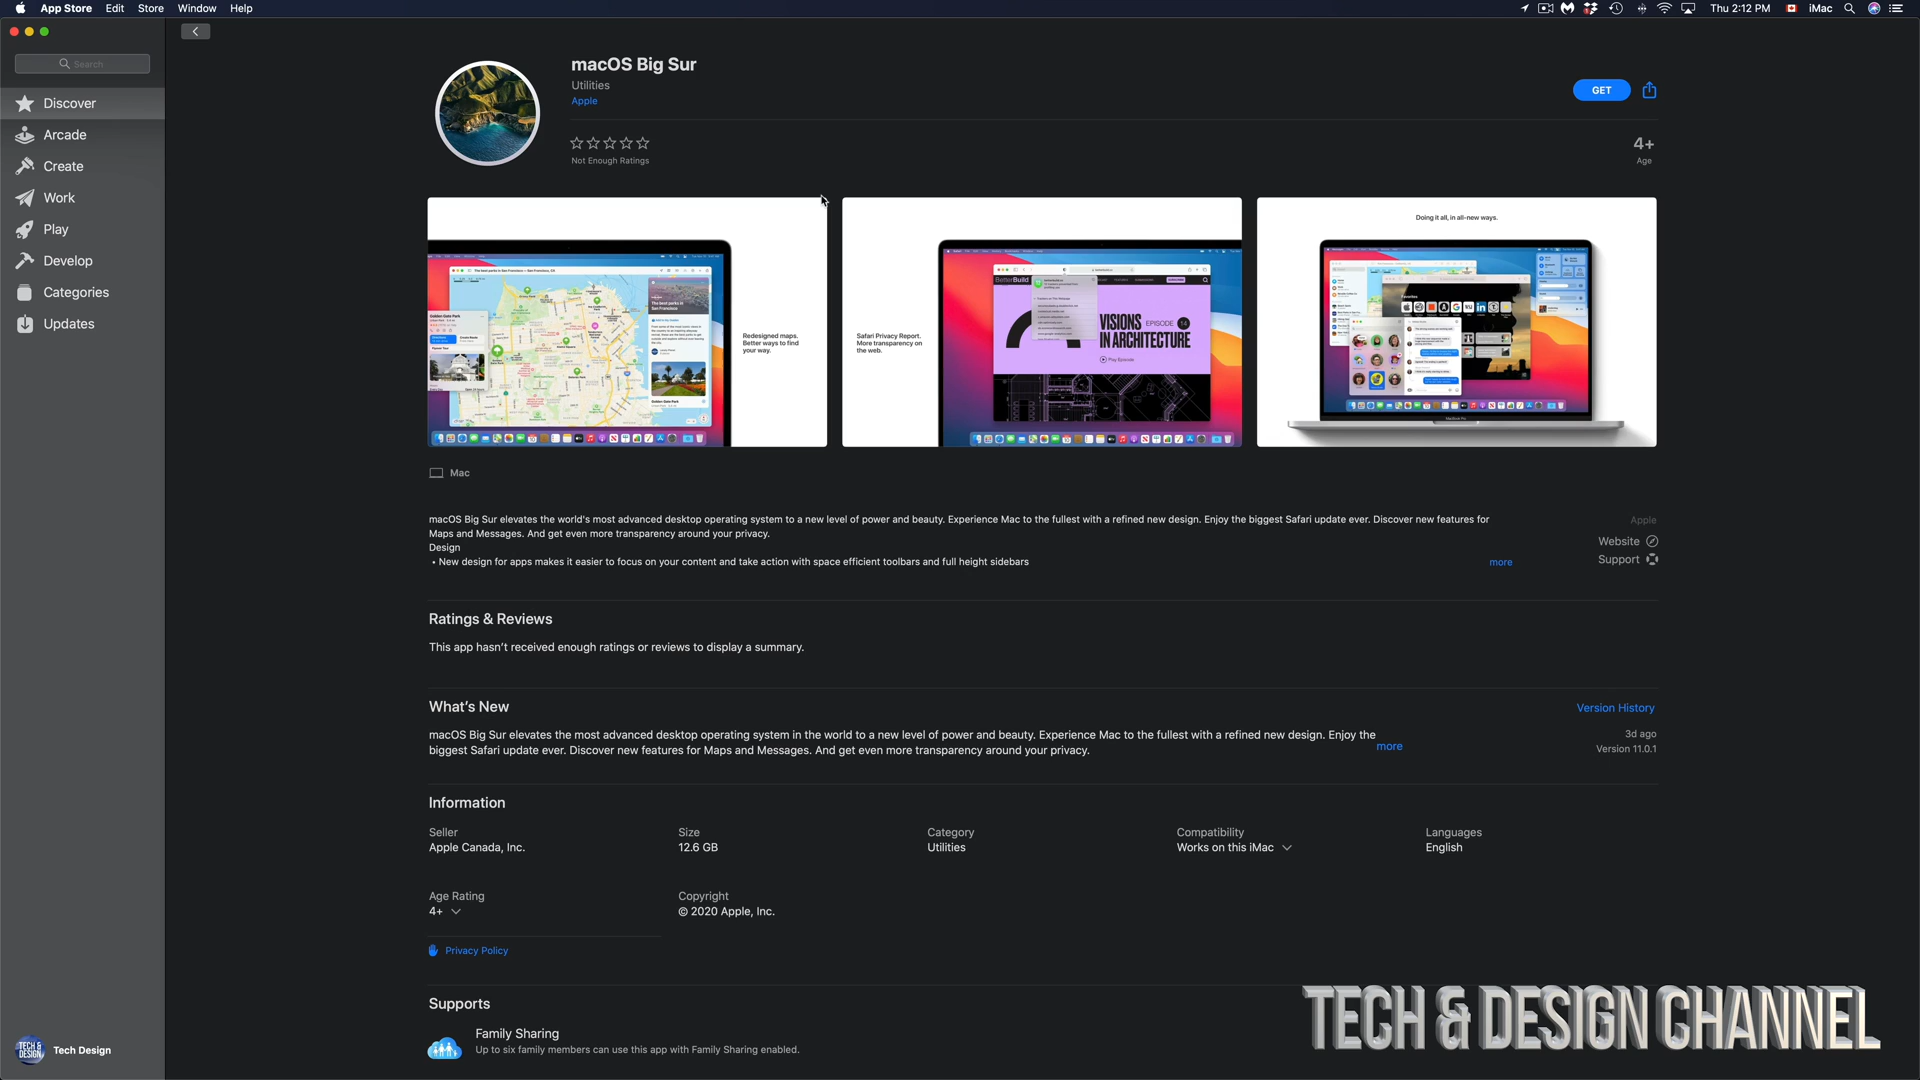 App Store Edit Store Window Help
Thu 2:12 PM iMac
Search
Discover
Arcade
Create
Work
Play
Develop
Categories
Updates
TECH & DESIGN
Tech Design
macOS Big Sur
Utilities
Apple
GET
Not Enough Ratings
4+
Age
Redesigned maps.
Better ways to find
your way.
Safari Privacy Report.
More transparency on
the web.
BetterBuild
VISIONS EPISODE 14
IN ARCHITECTURE
Play Episode
Doing it all, in all-new ways.
Mac
macOS Big Sur elevates the world's most advanced desktop operating system to a new level of power and beauty. Experience Mac to the fullest with a refined new design. Enjoy the biggest Safari update ever. Discover new features for
Maps and Messages. And get even more transparency around your privacy.
Design
• New design for apps makes it easier to focus on your content and take action with space efficient toolbars and full height sidebars
more
Apple
Website
Support
Ratings & Reviews
This app hasn't received enough ratings or reviews to display a summary.
What's New
Version History
macOS Big Sur elevates the most advanced desktop operating system in the world to a new level of power and beauty. Experience Mac to the fullest with a refined new design. Enjoy the
biggest Safari update ever. Discover new features for Maps and Messages. And get even more transparency around your privacy.
more
3d ago
Version 11.0.1
Information
Seller
Apple Canada, Inc.
Size
12.6 GB
Category
Utilities
Compatibility
Works on this iMac
Languages
English
Age Rating
4+
Copyright
© 2020 Apple, Inc.
Privacy Policy
Supports
Family Sharing
Up to six family members can use this app with Family Sharing enabled.
TECH & DESIGN CHANNEL